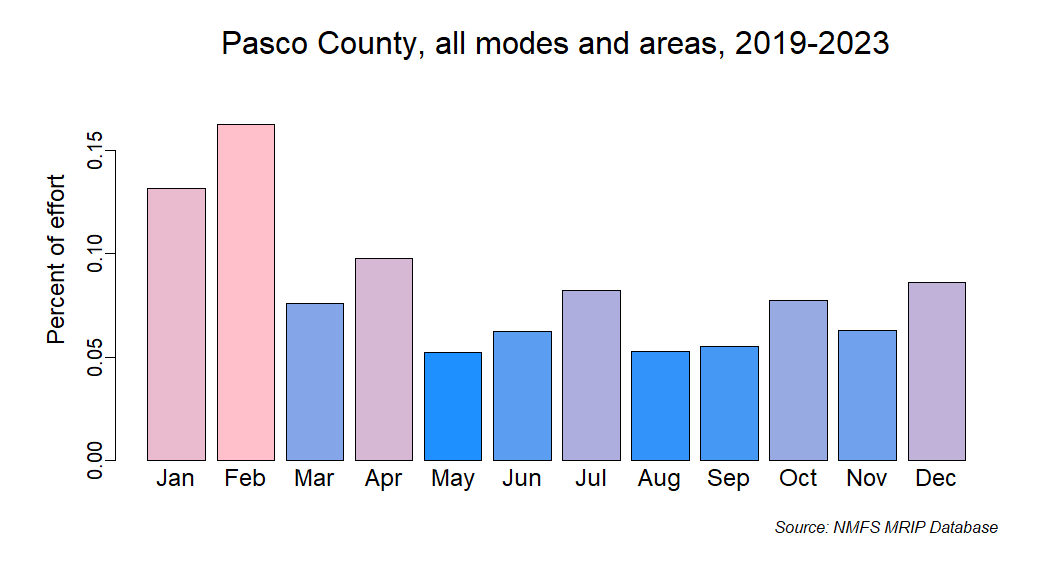 Pasco County, all modes and areas, 2019-2023
Percent of effort
0.15
0.10
0.05
0.00
Jan Feb Mar Apr May Jun Jul Aug Sep Oct Nov Dec
Source: NMFS MRIP Database